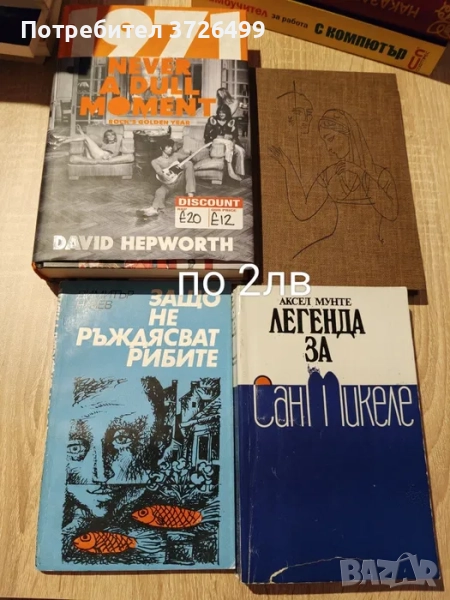 Потребител 3726499
за работа
с КОМПЮТЪР
1971
NEVER
A DULL
MOMENT
ROCK'S GOLDEN YEAR
DISCOUNT
£20
£12
DAVID HEPWORTH
по 2лв
ЗАЩО
НЕ
РЪЖДЯСВАТ
РИБИТЕ
АКСЕЛ МУНТЕ
ЛЕГЕНДА
ЗА
Сан Микеле
BAZAR